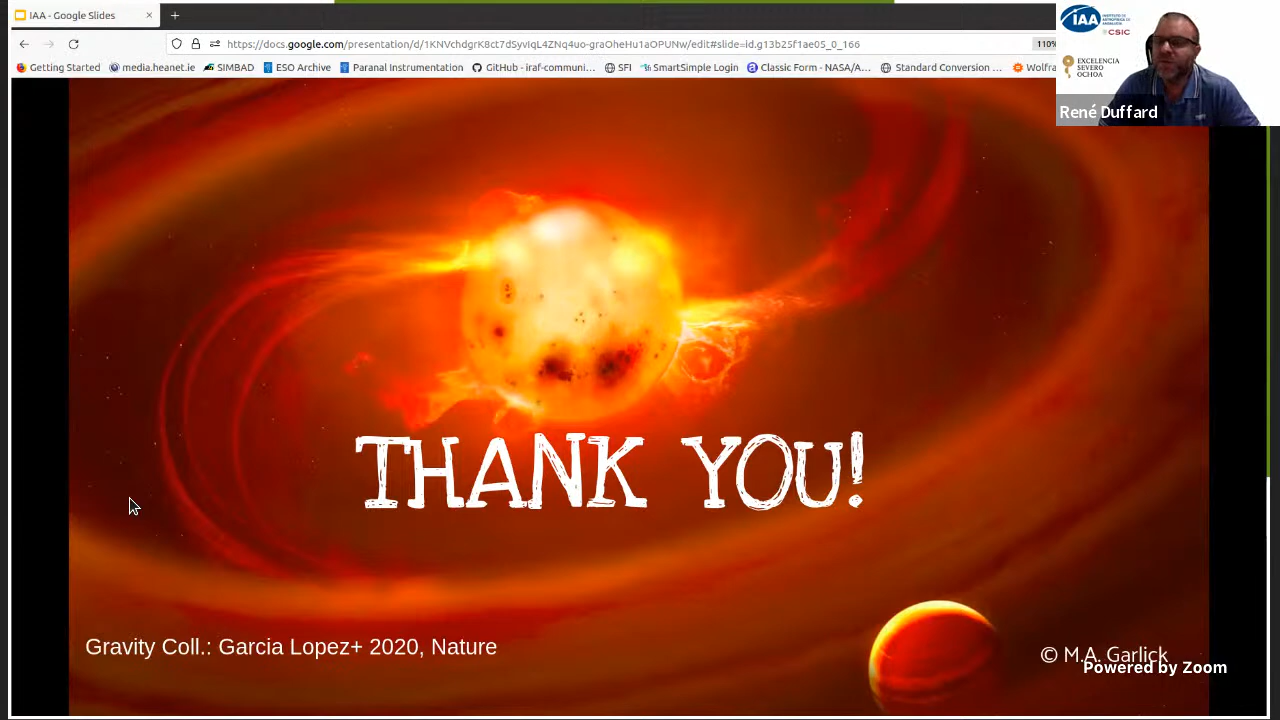 IAA - Google Slides
https://docs.google.com/presentation/d/1KNVchdgrK8ct7dSyvIqL4ZNq4uo-graOheHu1aOPUNw/edit#slide=id.g13b25f1ae05_0_166
110%
Getting Started media.heanet.ie SIMBAD ESO Archive Paranal Instrumentation GitHub - iraf-communi... SFI SmartSimple Login Classic Form - NASA/A... Standard Conversion ... Wolfra
IAA
CSIC
EXCELENCIA
SEVERO
OCHOA
René Duffard
THANK YOU!
Gravity Coll.: Garcia Lopez+ 2020, Nature
© M.A. Garlick
Powered by Zoom